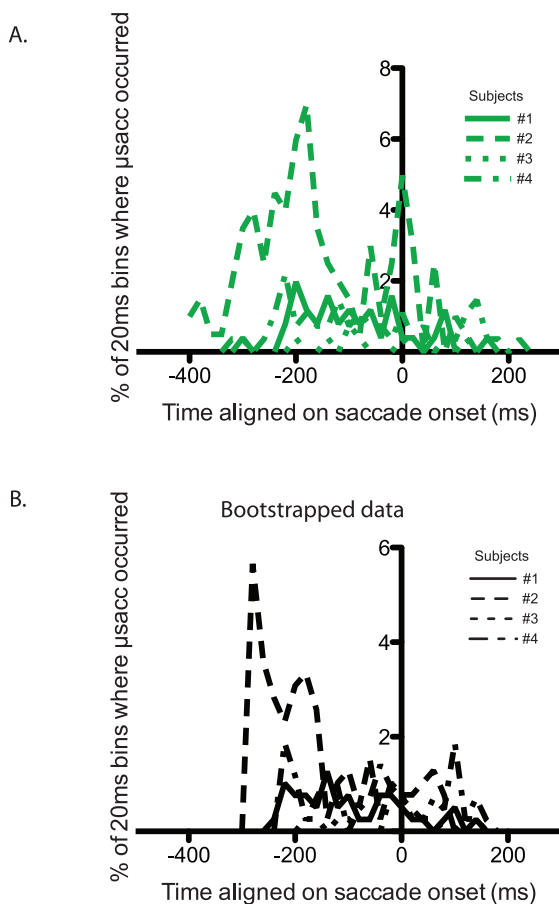 A.
% of 20ms bins where µsacc occurred
8
6
4
2
Subjects
#1
#2
#3
#4
-400 -200 0 200
Time aligned on saccade onset (ms)
B.
Bootstrapped data
% of 20ms bins where µsacc occurred
6
4
2
Subjects
#1
#2
#3
#4
-400 -200 0 200
Time aligned on saccade onset (ms)